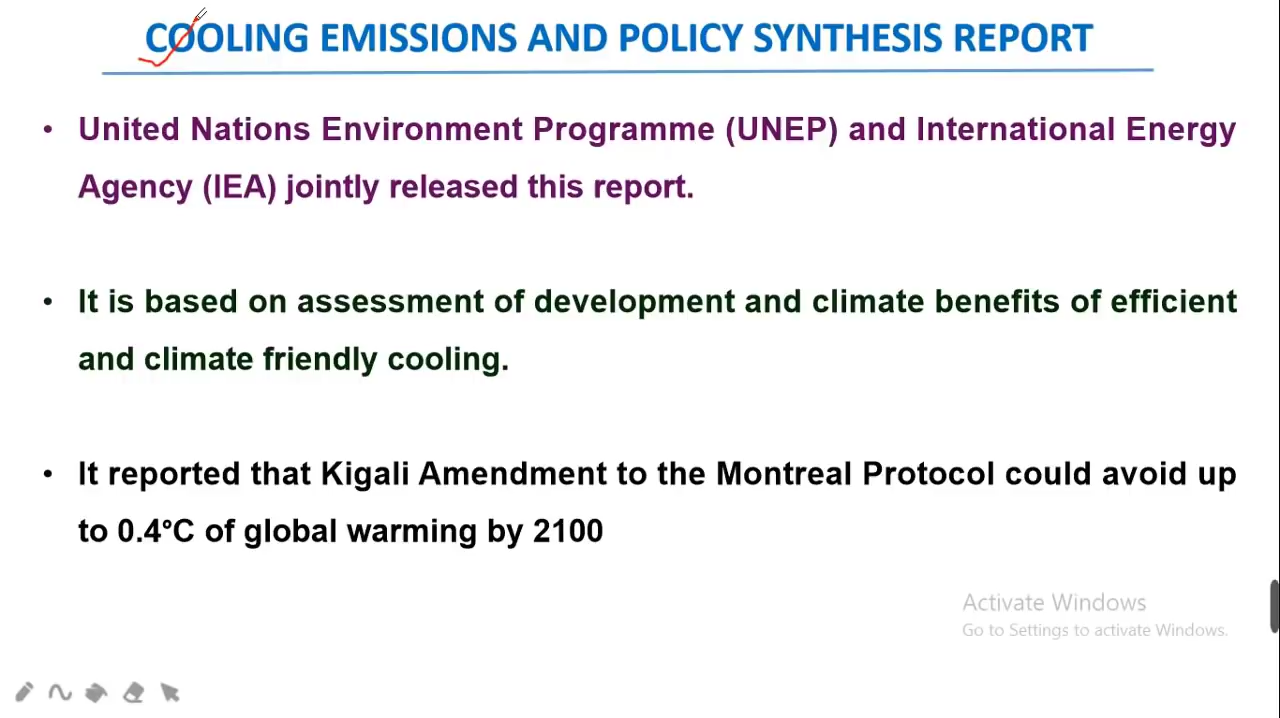 COOLING EMISSIONS AND POLICY SYNTHESIS REPORT
• United Nations Environment Programme (UNEP) and International Energy
Agency (IEA) jointly released this report.
• It is based on assessment of development and climate benefits of efficient
and climate friendly cooling.
• It reported that Kigali Amendment to the Montreal Protocol could avoid up
to 0.4°C of global warming by 2100
Activate Windows
Go to Settings to activate Windows.